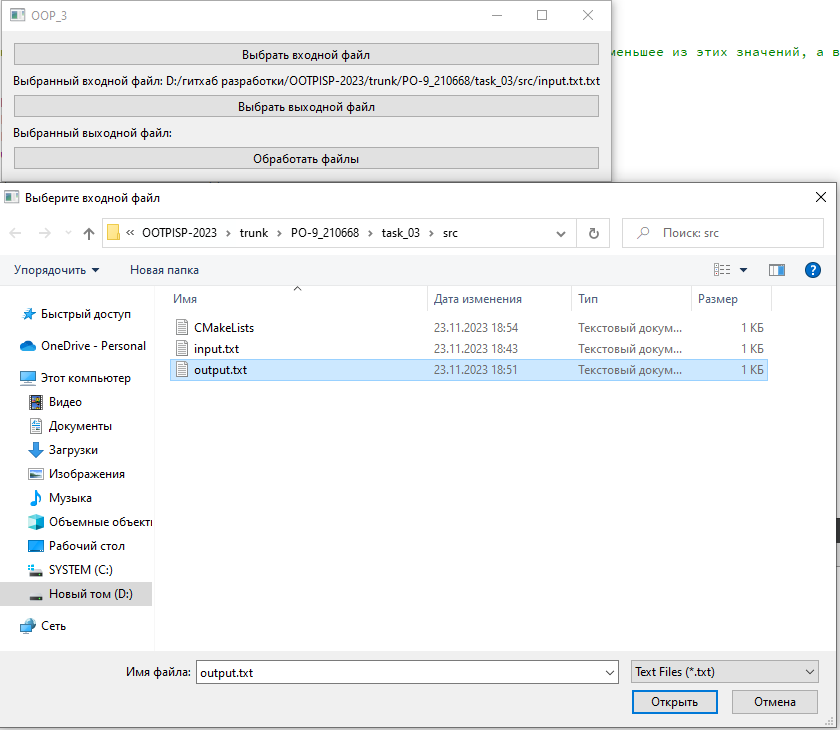 OOP_3
Выбрать входной файл
меньшее из этих значений, а в
Выбранный входной файл: D:/гитхаб разработки/OOTPISP-2023/trunk/PO-9_210668/task_03/src/input.txt.txt
Выбрать выходной файл
Выбранный выходной файл:
Обработать файлы
Выберите входной файл
« OOTPISP-2023 › trunk › PO-9_210668 › task_03 › src
Поиск: src
Упорядочить
Новая папка
Имя Дата изменения Тип Размер
CMakeLists 23.11.2023 18:54 Текстовый докум... 1 КБ
input.txt 23.11.2023 18:43 Текстовый докум... 1 КБ
output.txt 23.11.2023 18:51 Текстовый докум... 1 КБ
Быстрый доступ
OneDrive - Personal
Этот компьютер
Видео
Документы
Загрузки
Изображения
Музыка
Объемные объект
Рабочий стол
SYSTEM (C:)
Новый том (D:)
Сеть
Имя файла: output.txt
Text Files (*.txt)
Открыть
Отмена